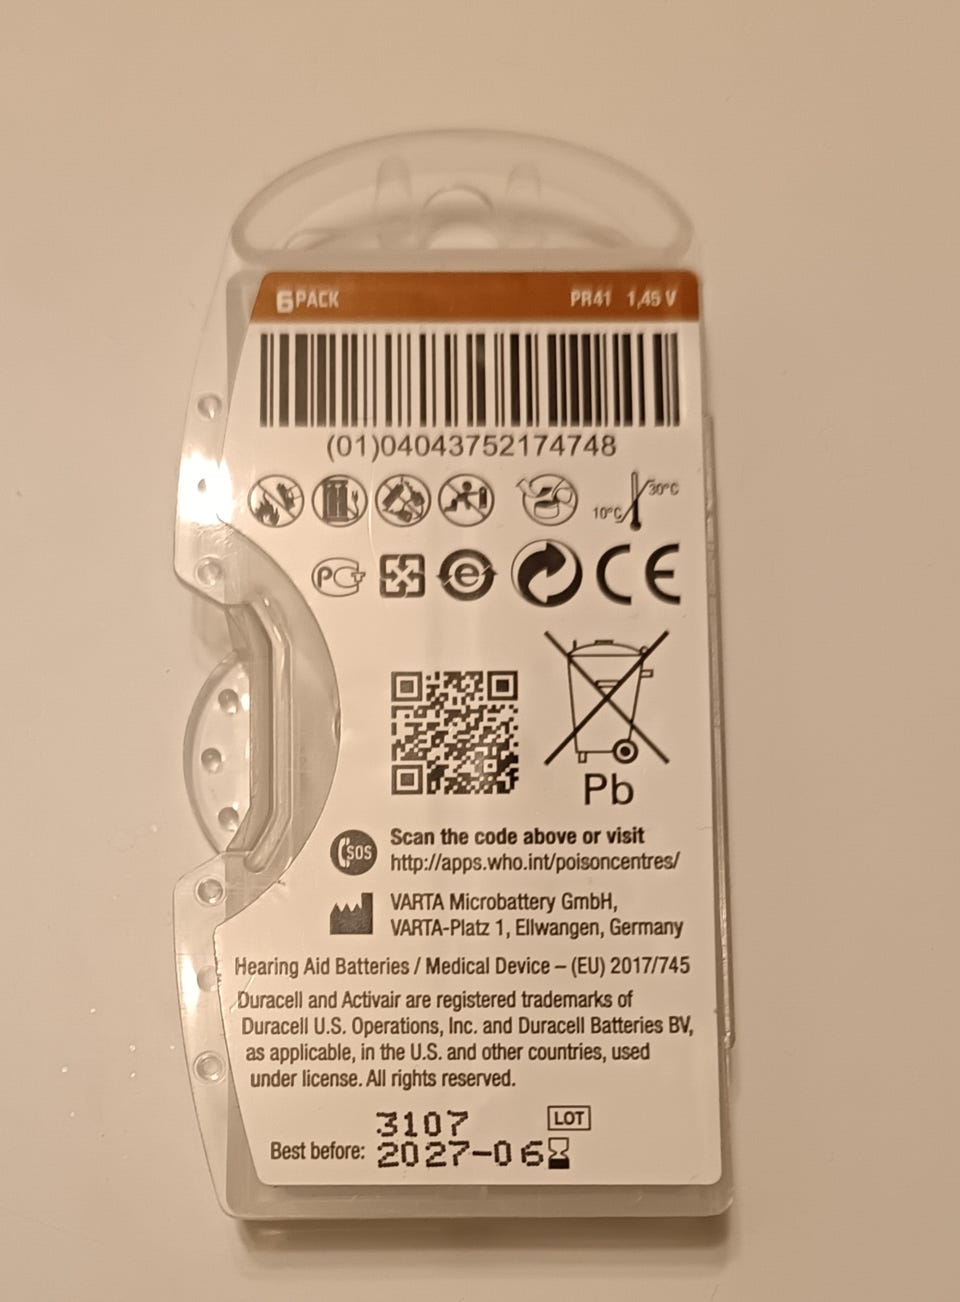 6 PACK PR41 1,45 V
(01)04043752174748
30°C
10°C
PCT
e
CE
Pb
SOS
Scan the code above or visit
http://apps.who.int/poisoncentres/
VARTA Microbattery GmbH,
VARTA-Platz 1, Ellwangen, Germany
Hearing Aid Batteries / Medical Device – (EU) 2017/745
Duracell and Activair are registered trademarks of
Duracell U.S. Operations, Inc. and Duracell Batteries BV,
as applicable, in the U.S. and other countries, used
under license. All rights reserved.
3107 LOT
Best before: 2027-06